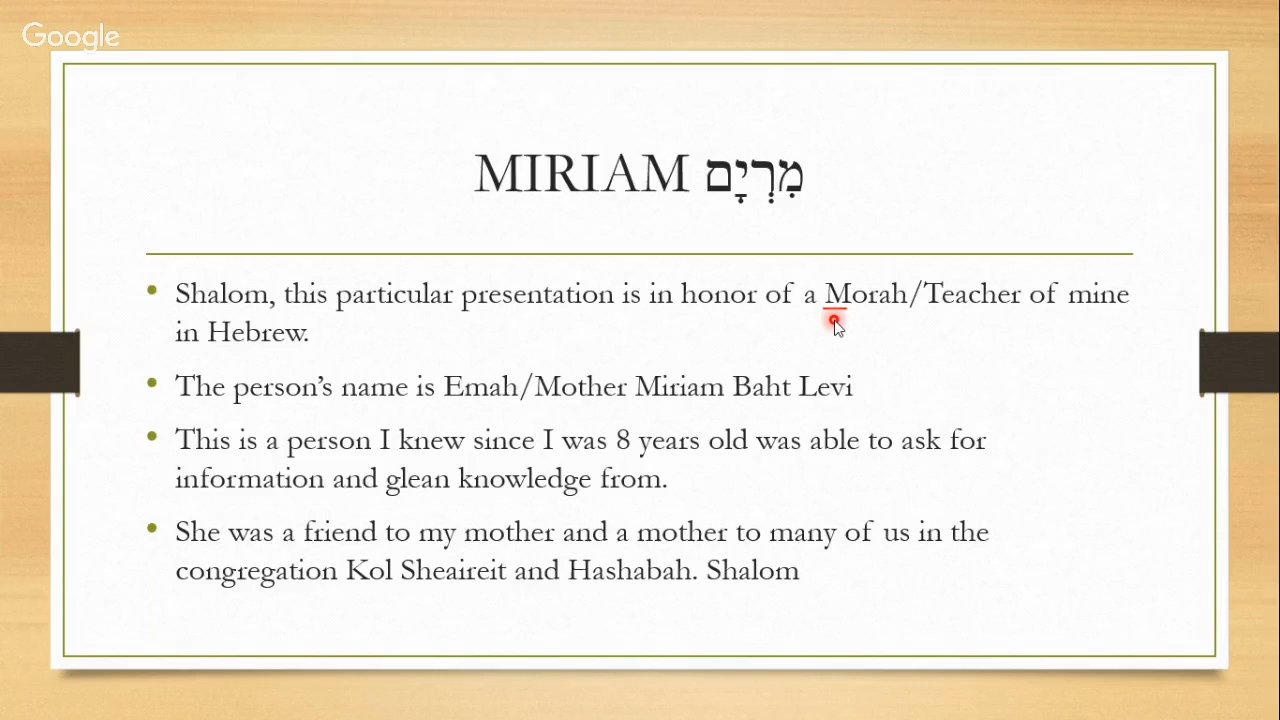 Google
MIRIAM מִרְיָם
• Shalom, this particular presentation is in honor of a Morah/Teacher of mine
in Hebrew.
• The person’s name is Emah/Mother Miriam Baht Levi
• This is a person I knew since I was 8 years old was able to ask for
information and glean knowledge from.
• She was a friend to my mother and a mother to many of us in the
congregation Kol Sheaireit and Hashabah. Shalom